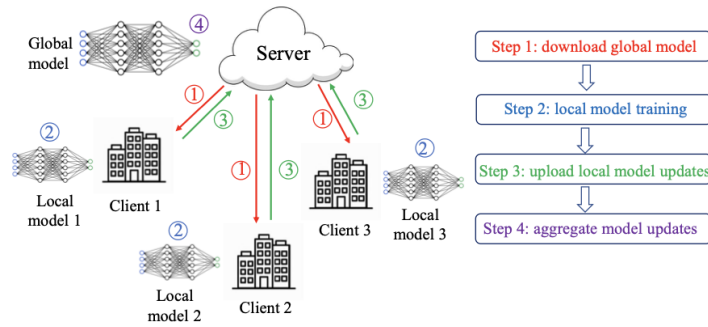 ④
Global
model
Server
Step 1: download global model
①
③
①
③
②
Step 2: local model training
②
①
③
Step 3: upload local model updates
Local
model 1
Client 1
Client 3
Local
model 3
②
Step 4: aggregate model updates
Local
model 2
Client 2